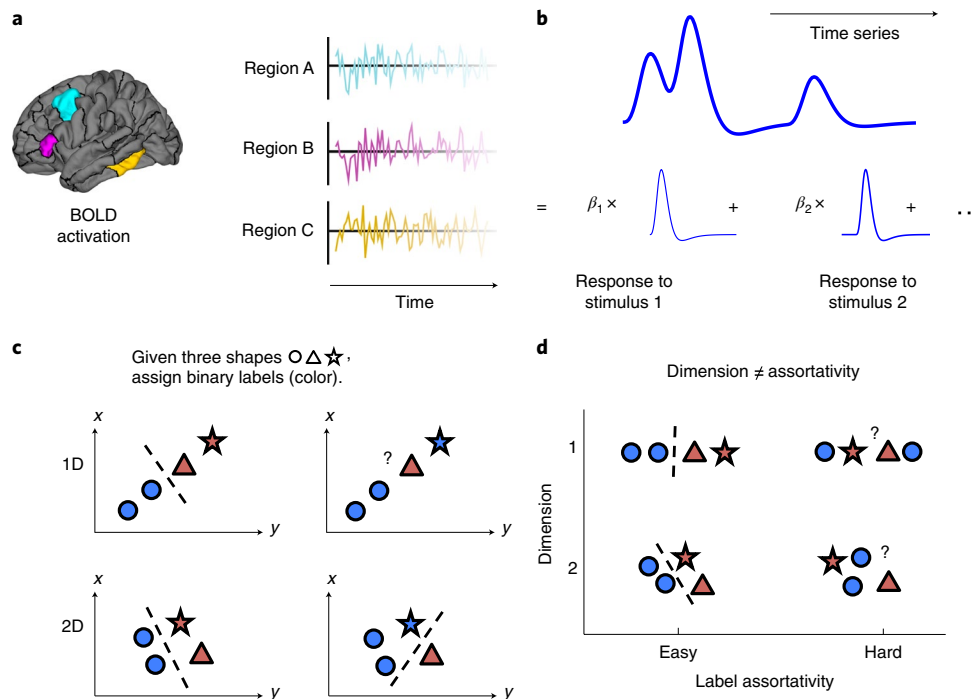 a
BOLD
activation
Region A
Region B
Region C
Time
b
Time series
= β1 × + β2 × + ..
Response to
stimulus 1
Response to
stimulus 2
c
Given three shapes ,
assign binary labels (color).
x
1D
y
x
?
y
x
2D
y
x
y
d
Dimension ≠ assortativity
Dimension
1
?
2
?
Easy
Hard
Label assortativity